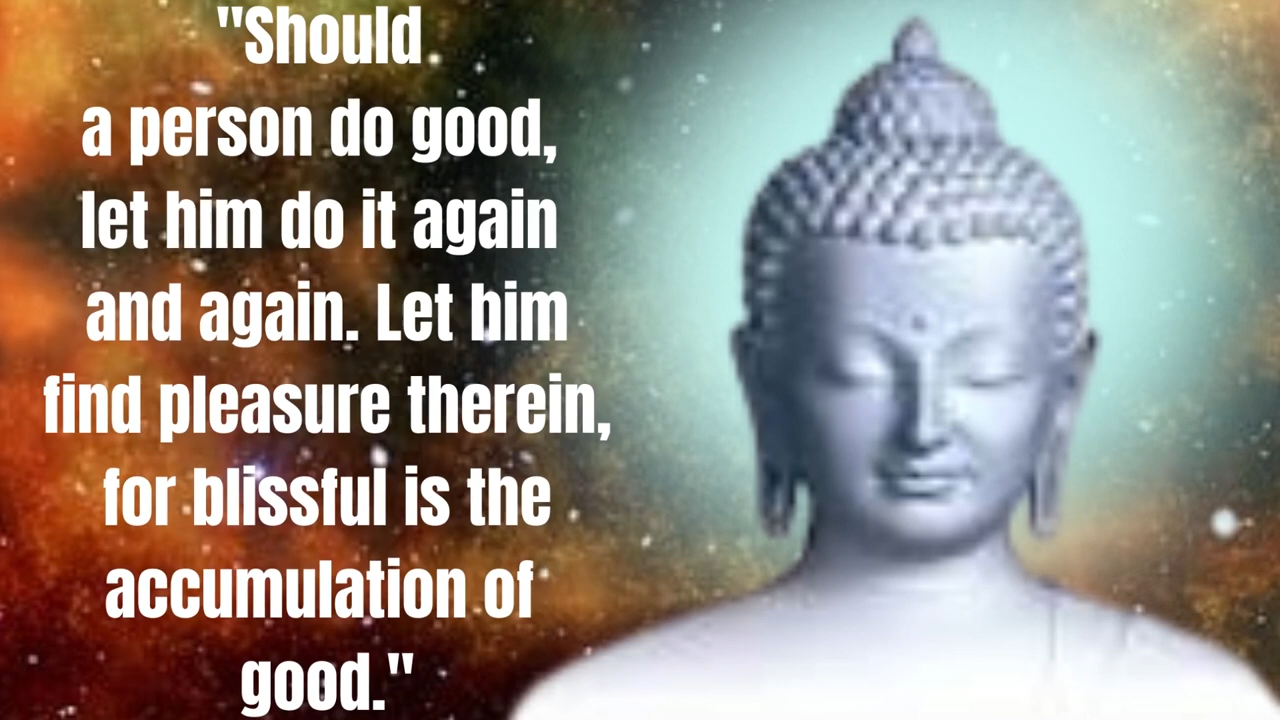 "Should
a person do good,
let him do it again
and again. Let him
find pleasure therein,
for blissful is the
accumulation of
good."